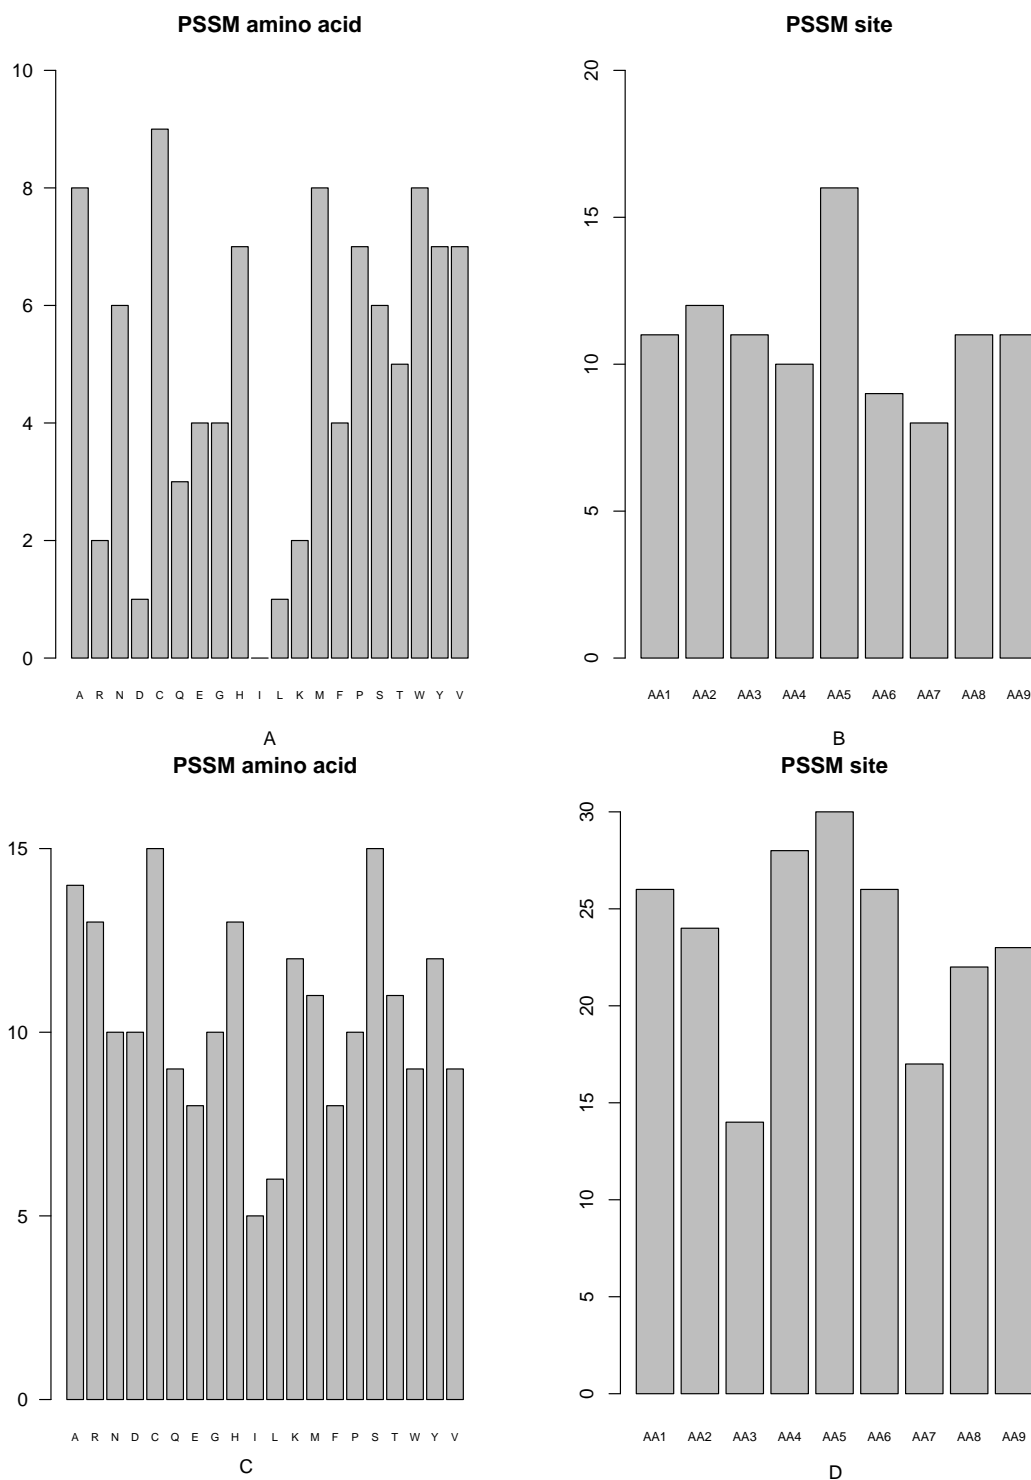 PSSM amino acid
10
8
6
4
2
0
A R N D C Q E G H I L K M F P S T W Y V
A
PSSM site
20
15
10
5
0
AA1 AA2 AA3 AA4 AA5 AA6 AA7 AA8 AA9
B
PSSM amino acid
15
10
5
0
A R N D C Q E G H I L K M F P S T W Y V
C
PSSM site
30
25
20
15
10
5
0
AA1 AA2 AA3 AA4 AA5 AA6 AA7 AA8 AA9
D